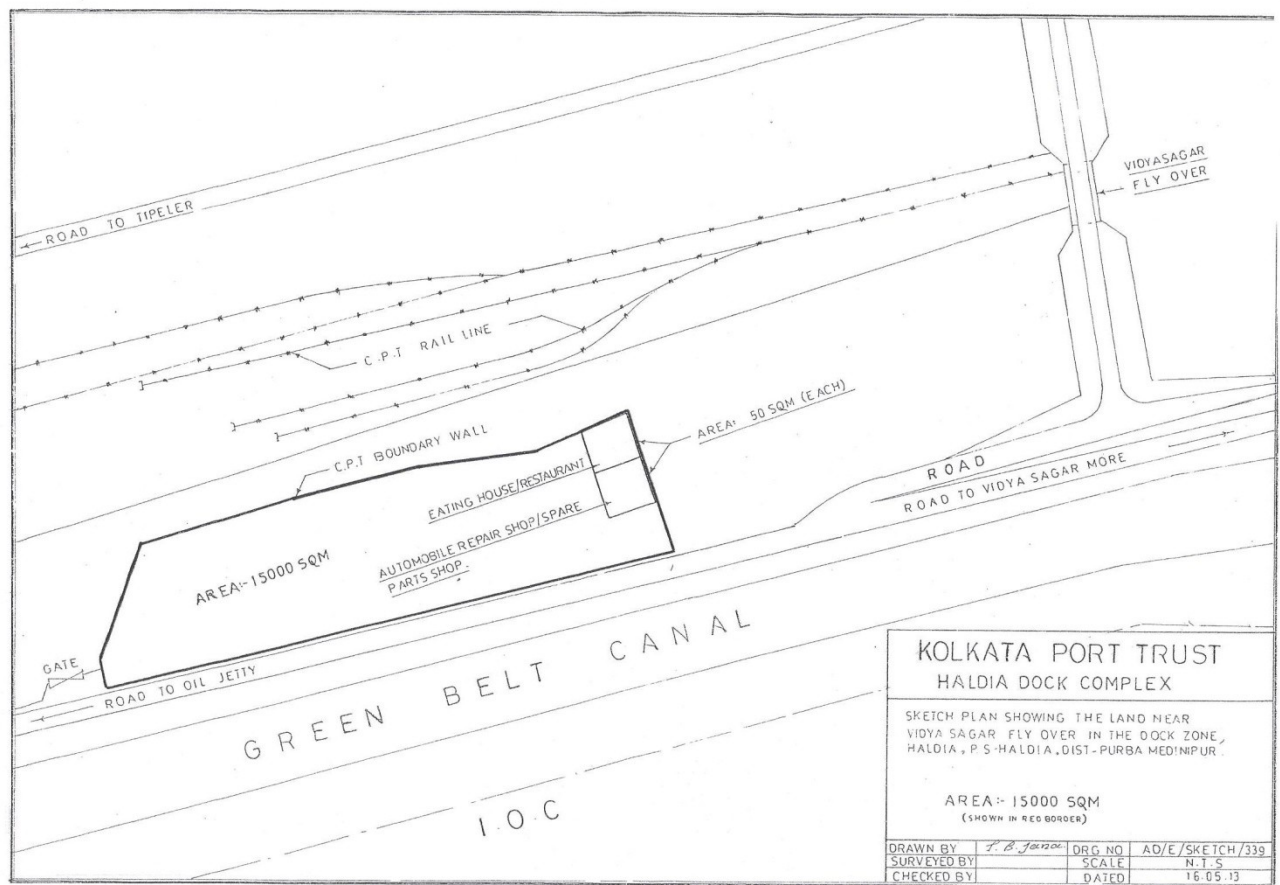 VIDYASAGAR
FLY OVER
ROAD TO TIPELER
C.P.T RAIL LINE
AREA:- 50 SQM (EACH)
C.P.T BOUNDARY WALL
EATING HOUSE/RESTAURANT
AUTOMOBILE REPAIR SHOP/SPARE
PARTS SHOP.
AREA:-15000 SQM
ROAD
ROAD TO VIDYA SAGAR MORE
GATE
ROAD TO OIL JETTY
GREEN BELT CANAL
I.O.C
KOLKATA PORT TRUST
HALDIA DOCK COMPLEX
SKETCH PLAN SHOWING THE LAND NEAR
VIDYA SAGAR FLY OVER IN THE DOCK ZONE,
HALDIA, P.S-HALDIA, DIST-PURBA MEDINIPUR.
AREA:- 15000 SQM
(SHOWN IN RED BORDER)
DRAWN BY T. B. Jana DRG NO AD/E/SKETCH/339
SURVEYED BY SCALE N.T.S
CHECKED BY DATED 16.05.13